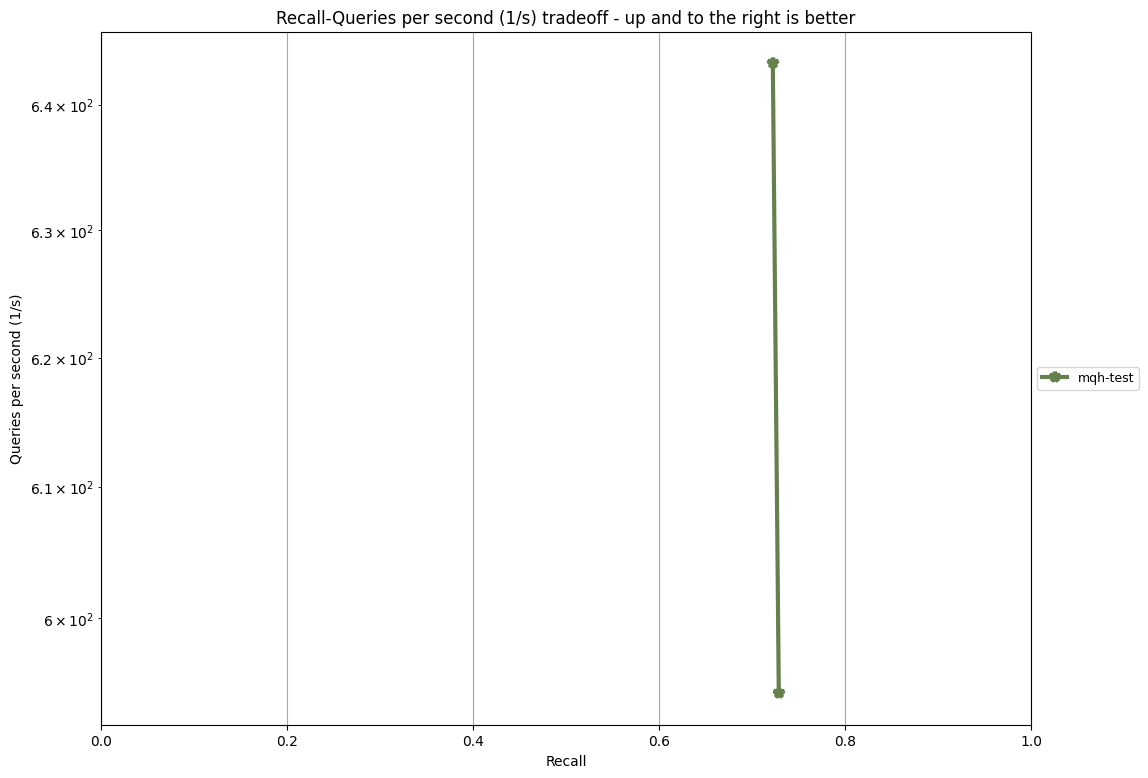 Recall-Queries per second (1/s) tradeoff - up and to the right is better
Queries per second (1/s)
6.4 × 10²
6.3 × 10²
6.2 × 10²
6.1 × 10²
6 × 10²
0.0 0.2 0.4 0.6 0.8 1.0
Recall
mqh-test